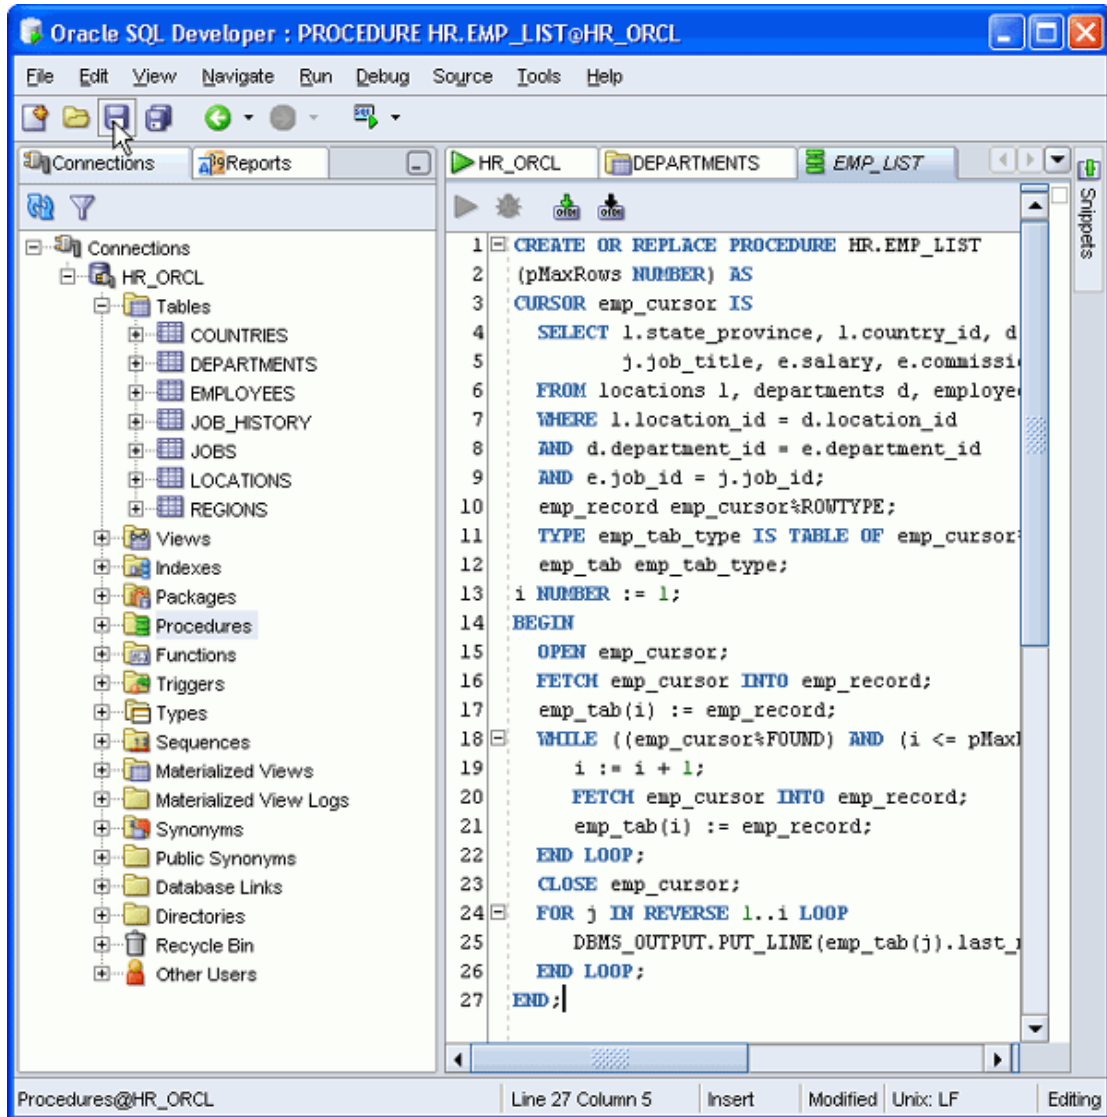 Oracle SQL Developer : PROCEDURE HR.EMP_LIST@HR_ORCL
File Edit View Navigate Run Debug Source Tools Help
Connections Reports
HR_ORCL DEPARTMENTS EMP_LIST
Snippets
Connections
HR_ORCL
Tables
COUNTRIES
DEPARTMENTS
EMPLOYEES
JOB_HISTORY
JOBS
LOCATIONS
REGIONS
Views
Indexes
Packages
Procedures
Functions
Triggers
Types
Sequences
Materialized Views
Materialized View Logs
Synonyms
Public Synonyms
Database Links
Directories
Recycle Bin
Other Users
1 CREATE OR REPLACE PROCEDURE HR.EMP_LIST
2 (pMaxRows NUMBER) AS
3 CURSOR emp_cursor IS
4 SELECT l.state_province, l.country_id, d
5 j.job_title, e.salary, e.commissi
6 FROM locations l, departments d, employe
7 WHERE l.location_id = d.location_id
8 AND d.department_id = e.department_id
9 AND e.job_id = j.job_id;
10 emp_record emp_cursor%ROWTYPE;
11 TYPE emp_tab_type IS TABLE OF emp_cursor
12 emp_tab emp_tab_type;
13 i NUMBER := 1;
14 BEGIN
15 OPEN emp_cursor;
16 FETCH emp_cursor INTO emp_record;
17 emp_tab(i) := emp_record;
18 WHILE ((emp_cursor%FOUND) AND (i <= pMax
19 i := i + 1;
20 FETCH emp_cursor INTO emp_record;
21 emp_tab(i) := emp_record;
22 END LOOP;
23 CLOSE emp_cursor;
24 FOR j IN REVERSE 1..i LOOP
25 DBMS_OUTPUT.PUT_LINE(emp_tab(j).last_
26 END LOOP;
27 END;
Procedures@HR_ORCL Line 27 Column 5 Insert Modified Unix: LF Editing